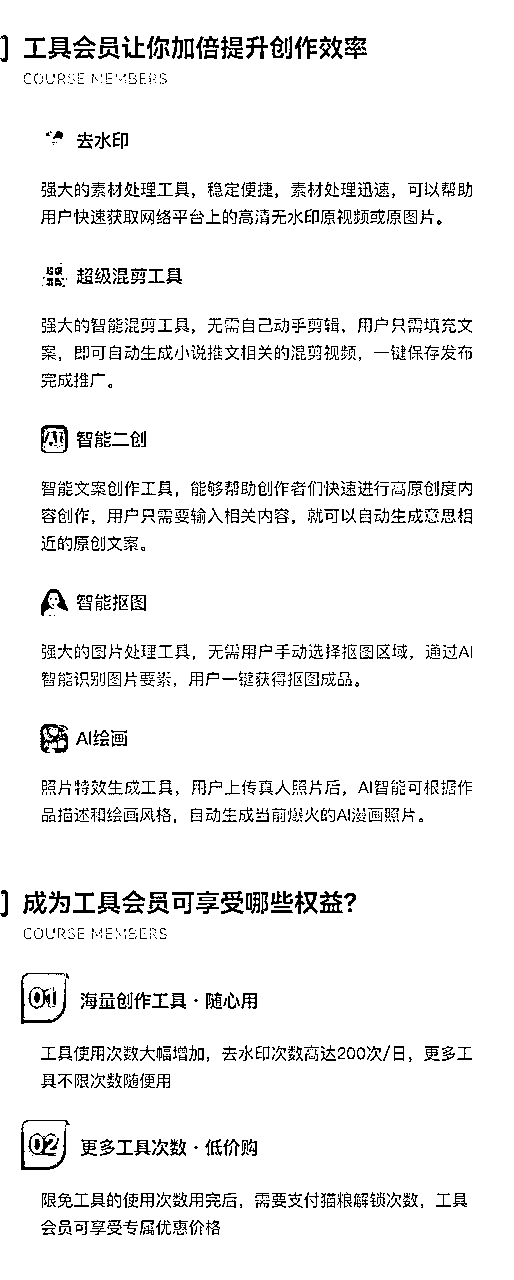 工具会员让你加倍提升创作效率
COURSE MEMBERS
去水印
强大的素材处理工具，稳定便捷，素材处理迅速，可以帮助
用户快速获取网络平台上的高清无水印原视频或原图片。
超级混剪工具
强大的智能混剪工具，无需自己动手剪辑，用户只需填充文
案，即可自动生成小说推文相关的混剪视频，一键保存发布
完成推广。
智能二创
智能文案创作工具，能够帮助创作者们快速进行高原创度内
容创作，用户只需要输入相关内容，就可以自动生成意思相
近的原创文案。
智能抠图
强大的图片处理工具，无需用户手动选择抠图区域，通过AI
智能识别图片要素，用户一键获得抠图成品。
AI绘画
照片特效生成工具，用户上传真人照片后，AI智能可根据作
品描述和绘画风格，自动生成当前爆火的AI漫画照片。
成为工具会员可享受哪些权益?
COURSE MEMBERS
01 海量创作工具·随心用
工具使用次数大幅增加，去水印次数高达200次/日，更多工
具不限次数随便用
02 更多工具次数·低价购
限免工具的使用次数用完后，需要支付猫粮解锁次数，工具
会员可享受专属优惠价格